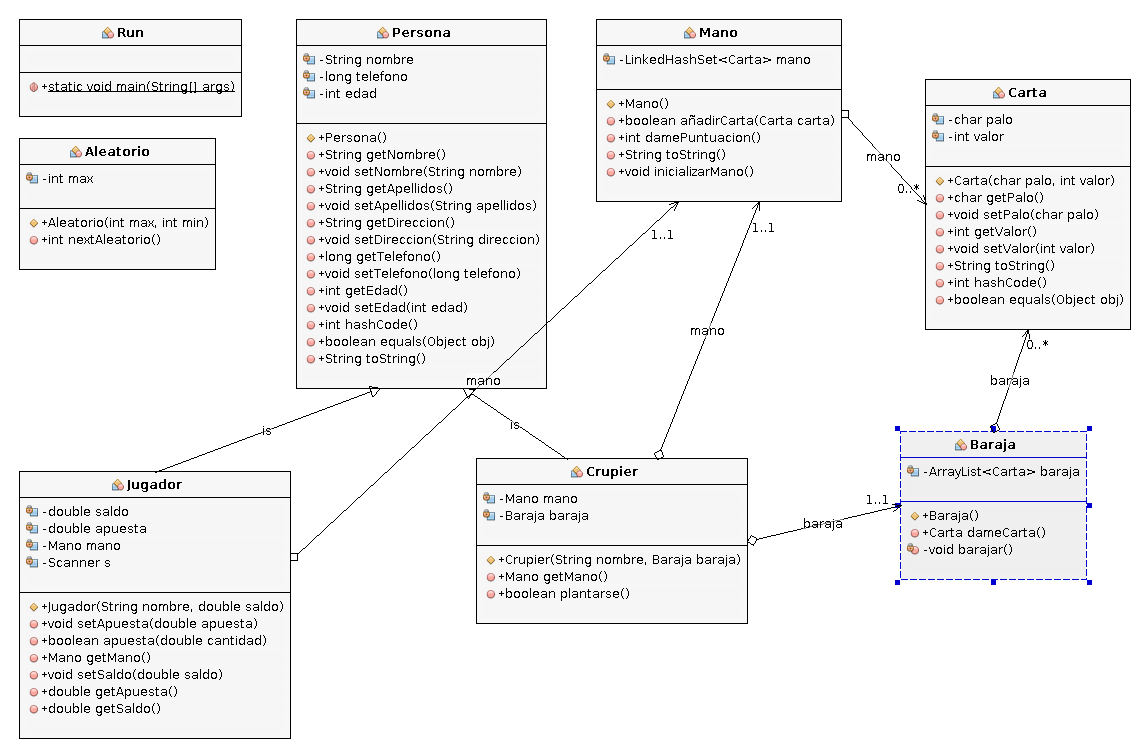 Run
+static void main(String[] args)
Aleatorio
-int max
+Aleatorio(int max, int min)
+int nextAleatorio()
Persona
-String nombre
-long telefono
-int edad
+Persona()
+String getNombre()
+void setNombre(String nombre)
+String getApellidos()
+void setApellidos(String apellidos)
+String getDireccion()
+void setDireccion(String direccion)
+long getTelefono()
+void setTelefono(long telefono)
+int getEdad()
+void setEdad(int edad)
+int hashCode()
+boolean equals(Object obj)
+String toString()
Mano
-LinkedHashSet<Carta> mano
+Mano()
+boolean añadirCarta(Carta carta)
+int damePuntuacion()
+String toString()
+void inicializarMano()
Carta
-char palo
-int valor
+Carta(char palo, int valor)
+char getPalo()
+void setPalo(char palo)
+int getValor()
+void setValor(int valor)
+String toString()
+int hashCode()
+boolean equals(Object obj)
mano
0..*
1..1
1..1
mano
0..*
baraja
mano
is
is
Jugador
-double saldo
-double apuesta
-Mano mano
-Scanner s
+Jugador(String nombre, double saldo)
+void setApuesta(double apuesta)
+boolean apuesta(double cantidad)
+Mano getMano()
+void setSaldo(double saldo)
+double getApuesta()
+double getSaldo()
Crupier
-Mano mano
-Baraja baraja
+Crupier(String nombre, Baraja baraja)
+Mano getMano()
+boolean plantarse()
1..1
baraja
Baraja
-ArrayList<Carta> baraja
+Baraja()
+Carta dameCarta()
-void barajar()